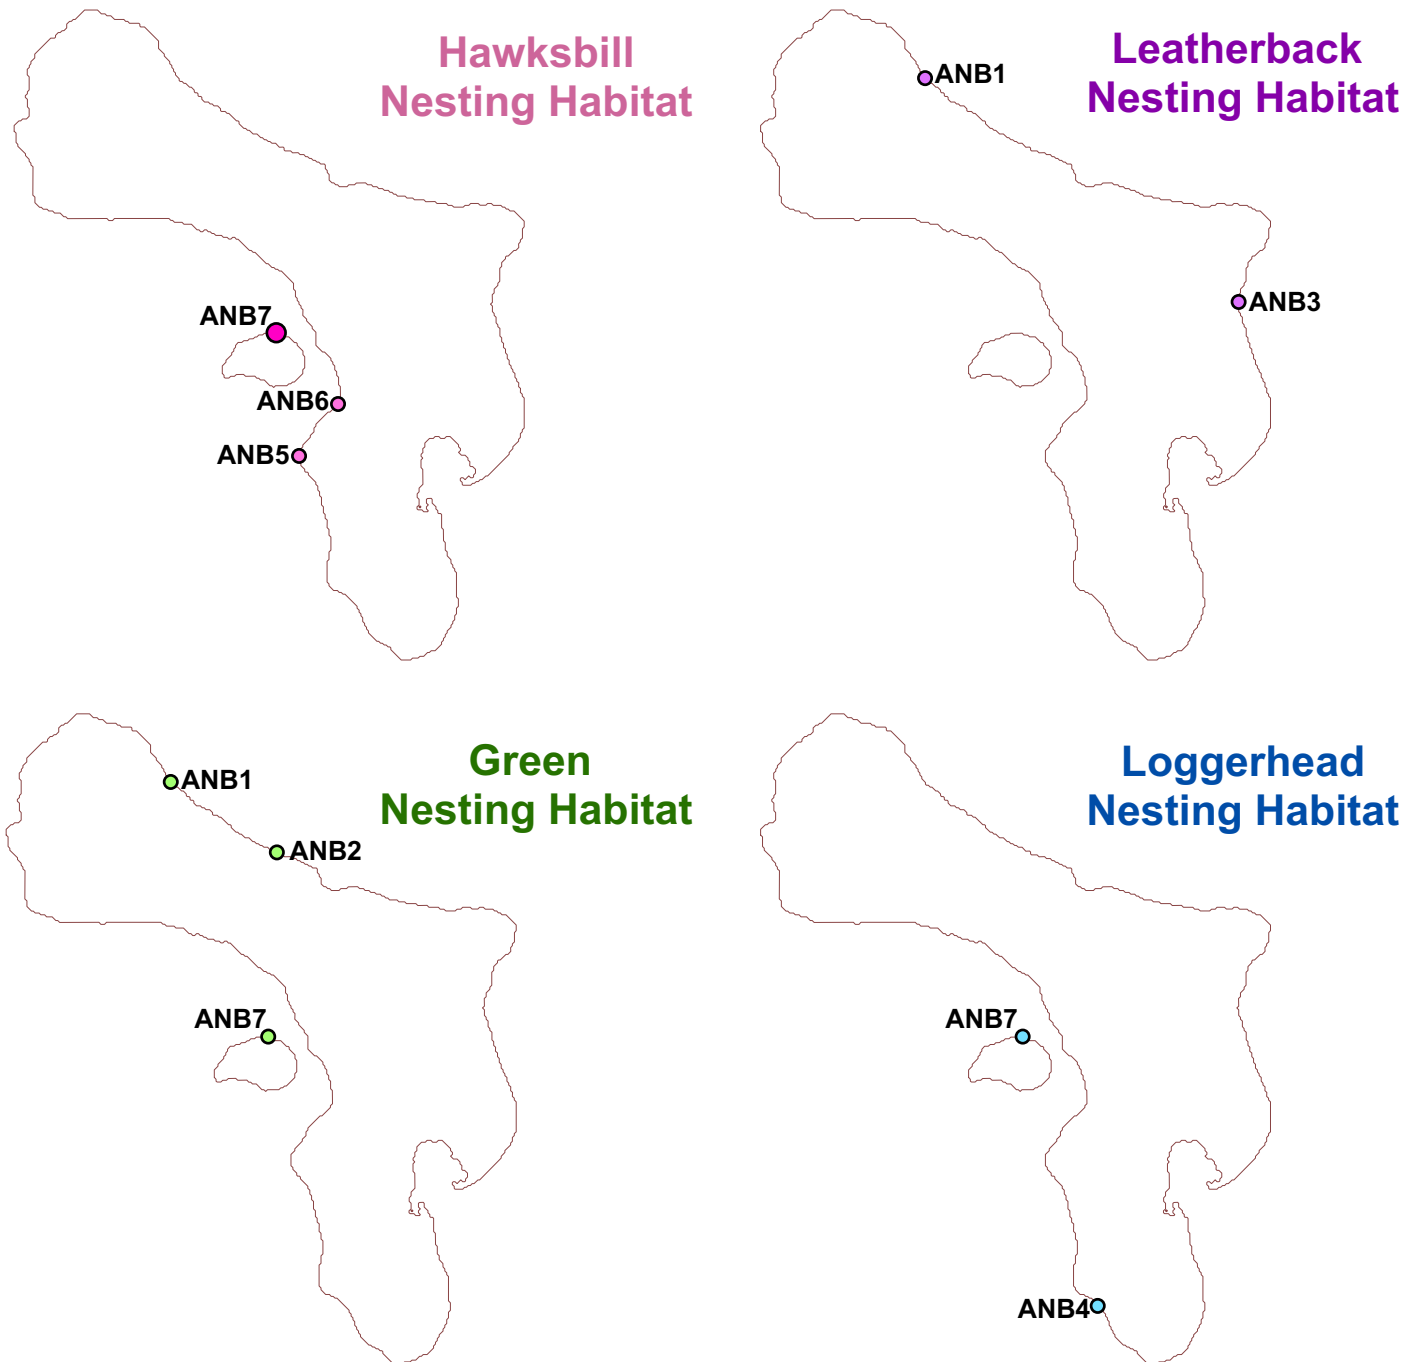 Hawksbill
Nesting Habitat
ANB7
ANB6
ANB5
Leatherback
Nesting Habitat
ANB1
ANB3
Green
Nesting Habitat
ANB1
ANB2
ANB7
Loggerhead
Nesting Habitat
ANB7
ANB4